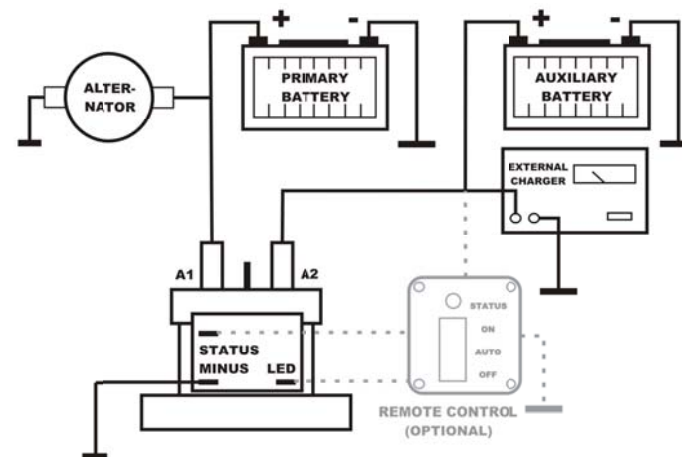 + -
PRIMARY
BATTERY
+ -
AUXILIARY
BATTERY
ALTER-
NATOR
EXTERNAL
CHARGER
A1
A2
STATUS
MINUS LED
STATUS
ON
AUTO
OFF
REMOTE CONTROL
(OPTIONAL)